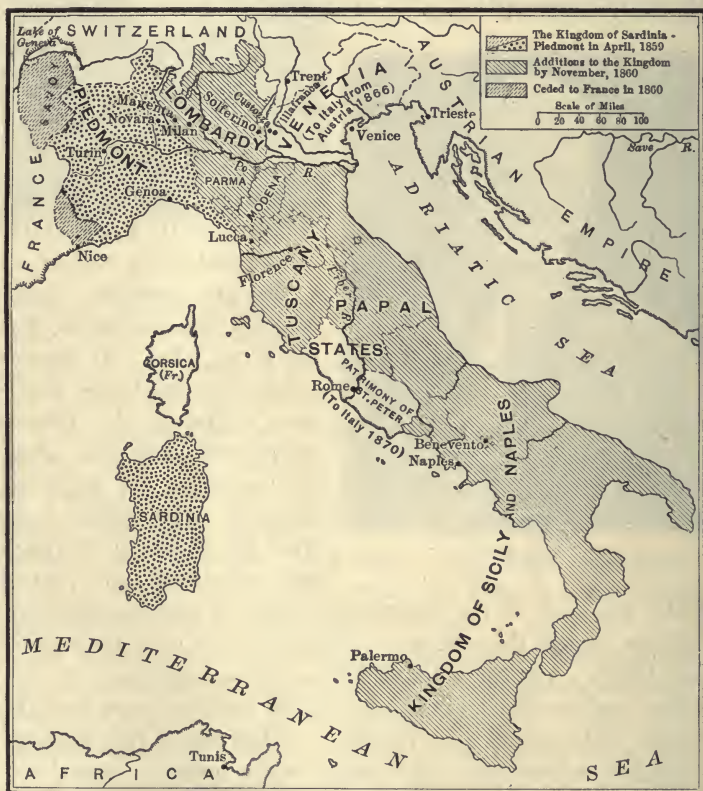 Lake of
Geneva
SWITZERLAND
The Kingdom of Sardinia -
Piedmont in April, 1859
Additions to the Kingdom
by November, 1860
Ceded to France in 1860
Scale of Miles
0 20 40 60 80 100
AUSTRIAN EMPIRE
SAVOY
PIEDMONT
LOMBARDY
VENETIA
To Italy from
Austria 1866)
Trent
Villafranca
Custozza
Solferino
Magenta
Novara
Milan
Venice
Trieste
Save R.
Turin
Po
R.
PARMA
MODENA
Genoa
FRANCE
Nice
Lucca
Florence
TUSCANY
Tiber
R.
PAPAL
STATES
ADRIATIC SEA
CORSICA
(Fr.)
PATRIMONY OF
ST. PETER
Rome
(To Italy 1870)
Benevento
Naples
SARDINIA
KINGDOM OF SICILY AND NAPLES
MEDITERRANEAN SEA
Palermo
Tunis
AFRICA